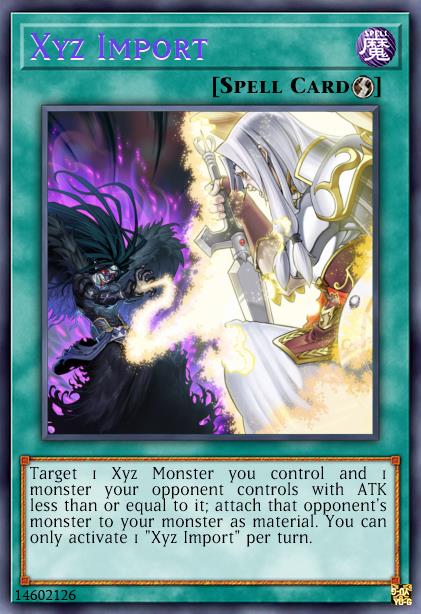 Xyz Import
SPELL
魔
[Spell Card]
Target 1 Xyz Monster you control and 1
monster your opponent controls with ATK
less than or equal to it; attach that opponent's
monster to your monster as material. You can
only activate 1 "Xyz Import" per turn.
14602126